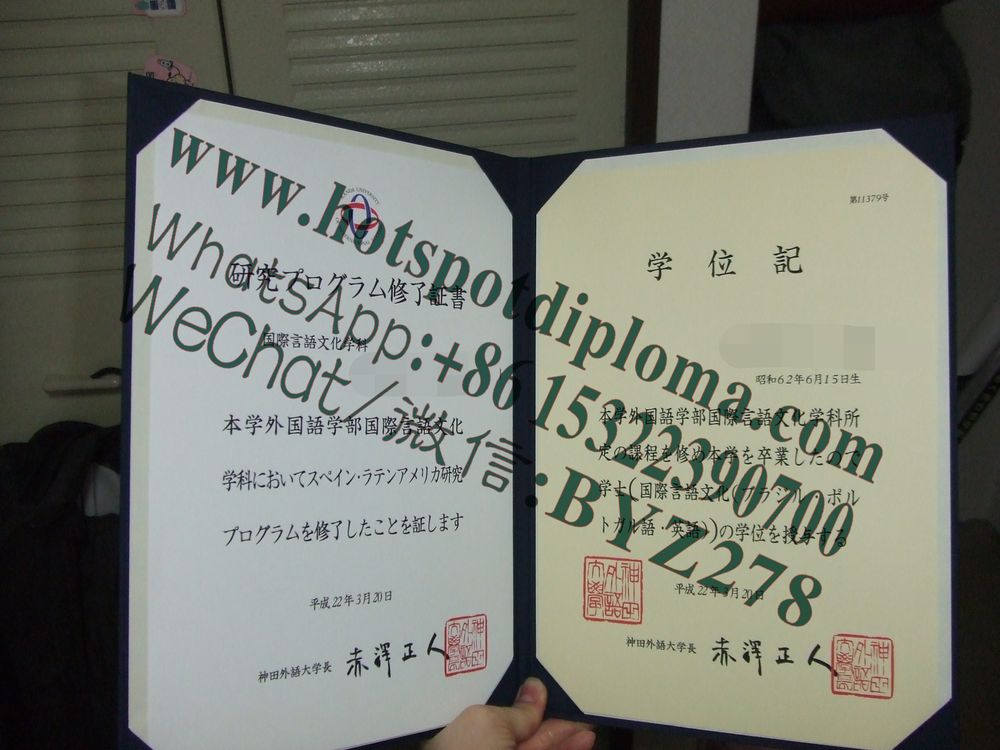 www.hotspotdiploma.com
WhatsApp:+86 15322390700
WeChat/微信:BYZ278
研究プログラム修了証書
国際言語文化学科
本学外国語学部国際言語文化
学科においてスペイン・ラテンアメリカ研究
プログラムを修了したことを証します
平成22年3月20日
神田外語大学長 赤澤正人
第11379号
学位記
昭和62年6月15日生
本学外国語学部国際言語文化学科所
定の課程を修め本学を卒業したので
学士(国際言語文化(ブラジル・ポル
トガル語・英語))の学位を授与する
平成22年3月20日
神田外語大学長 赤澤正人